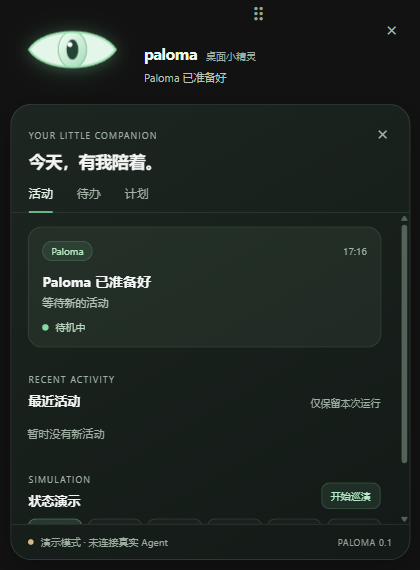 paloma 桌面小精灵
Paloma 已准备好
YOUR LITTLE COMPANION
今天，有我陪着。
活动 待办 计划
Paloma 17:16
Paloma 已准备好
等待新的活动
待机中
RECENT ACTIVITY
最近活动 仅保留本次运行
暂时没有新活动
SIMULATION
状态演示 开始巡演
演示模式 · 未连接真实 Agent PALOMA 0.1